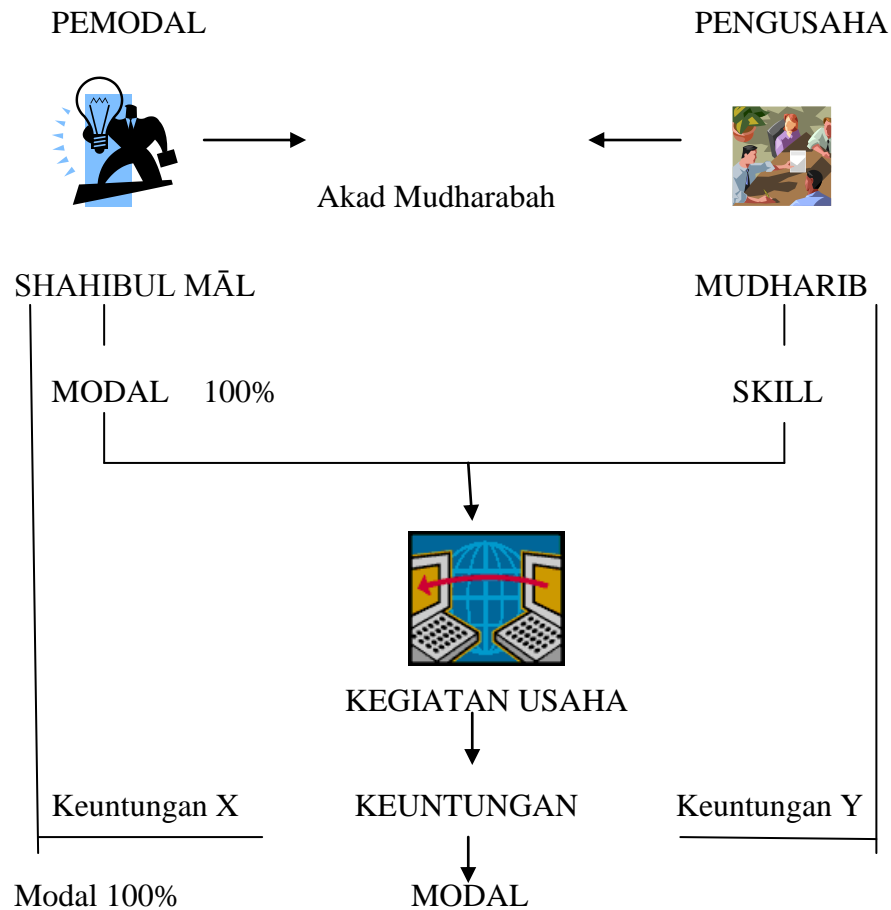 PEMODAL PENGUSAHA
Akad Mudharabah
SHAHIBUL MĀL MUDHARIB
MODAL 100% SKILL
KEGIATAN USAHA
Keuntungan X KEUNTUNGAN Keuntungan Y
Modal 100% MODAL